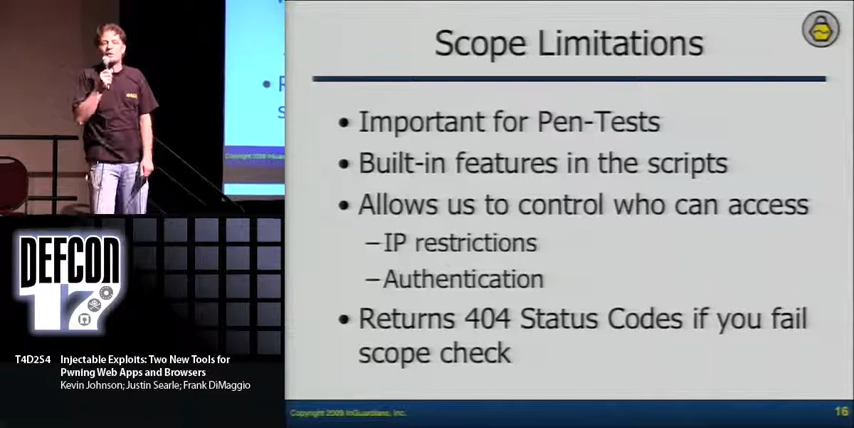 Scope Limitations
• Important for Pen-Tests
• Built-in features in the scripts
• Allows us to control who can access
–IP restrictions
–Authentication
• Returns 404 Status Codes if you fail
scope check
Copyright 2009 InGuardians, Inc.
16
DEFCON
17
T4D2S4 Injectable Exploits: Two New Tools for
Pwning Web Apps and Browsers
Kevin Johnson; Justin Searle; Frank DiMaggio